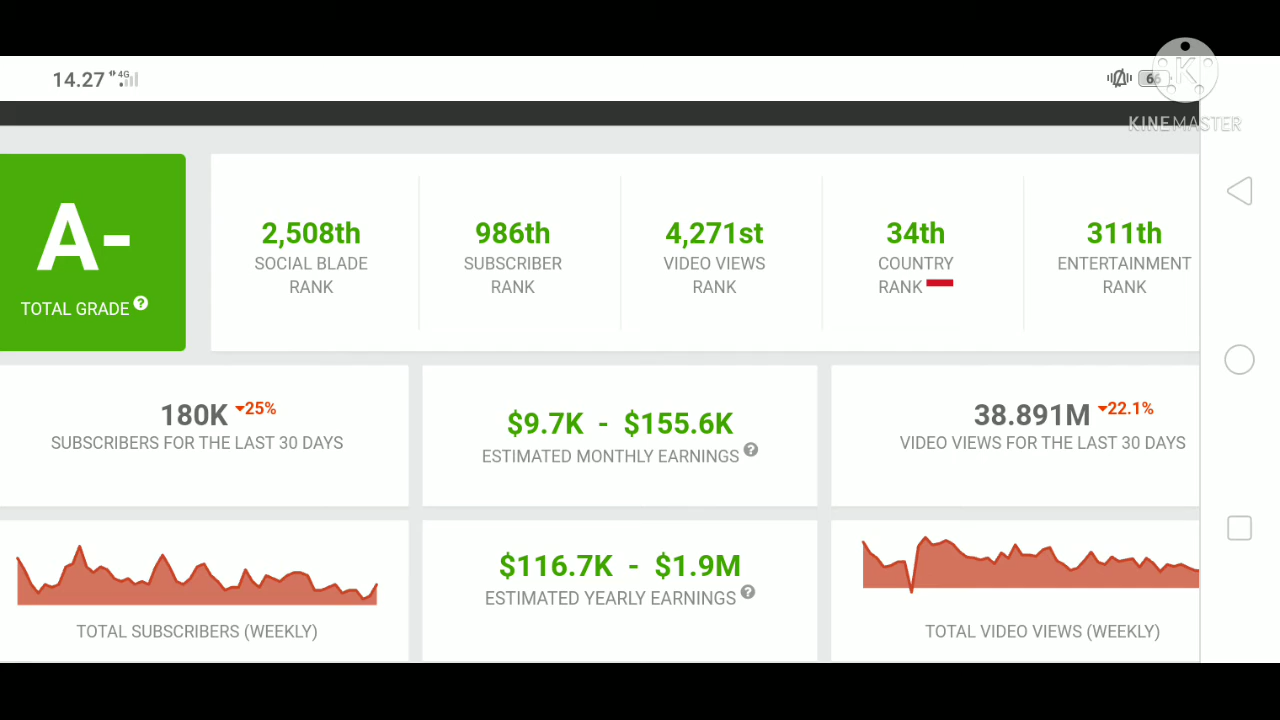 14.27 4G
66
KINEMASTER
A-
TOTAL GRADE ?
2,508th
SOCIAL BLADE
RANK
986th
SUBSCRIBER
RANK
4,271st
VIDEO VIEWS
RANK
34th
COUNTRY
RANK
311th
ENTERTAINMENT
RANK
180K 25%
SUBSCRIBERS FOR THE LAST 30 DAYS
$9.7K - $155.6K
ESTIMATED MONTHLY EARNINGS ?
38.891M 22.1%
VIDEO VIEWS FOR THE LAST 30 DAYS
TOTAL SUBSCRIBERS (WEEKLY)
$116.7K - $1.9M
ESTIMATED YEARLY EARNINGS ?
TOTAL VIDEO VIEWS (WEEKLY)